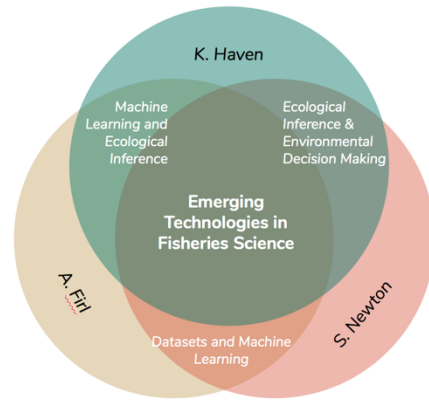 K. Haven
Machine
Learning and
Ecological
Inference
Ecological
Inference &
Environmental
Decision Making
Emerging
Technologies in
Fisheries Science
A. Firl
S. Newton
Datasets and Machine
Learning